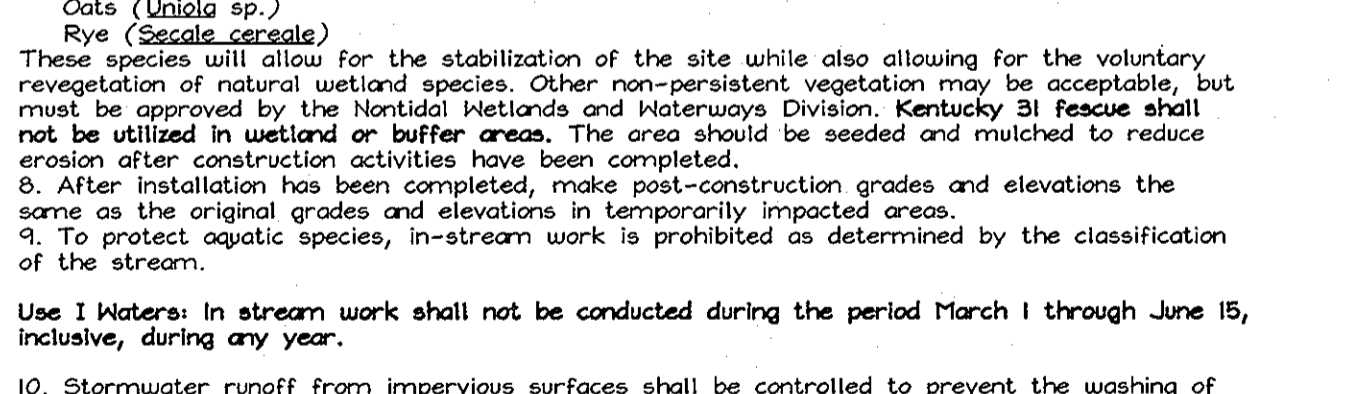 Oats (Uniola sp.)
Rye (Secale cereale)
These species will allow for the stabilization of the site while also allowing for the voluntary
revegetation of natural wetland species. Other non-persistent vegetation may be acceptable, but
must be approved by the Nontidal Wetlands and Waterways Division. Kentucky 31 fescue shall
not be utilized in wetland or buffer areas. The area should be seeded and mulched to reduce
erosion after construction activities have been completed.
8. After installation has been completed, make post-construction grades and elevations the
same as the original grades and elevations in temporarily impacted areas.
9. To protect aquatic species, in-stream work is prohibited as determined by the classification
of the stream.
Use I Waters: In stream work shall not be conducted during the period March 1 through June 15,
inclusive, during any year.
10. Stormwater runoff from impervious surfaces shall be controlled to prevent the washing of